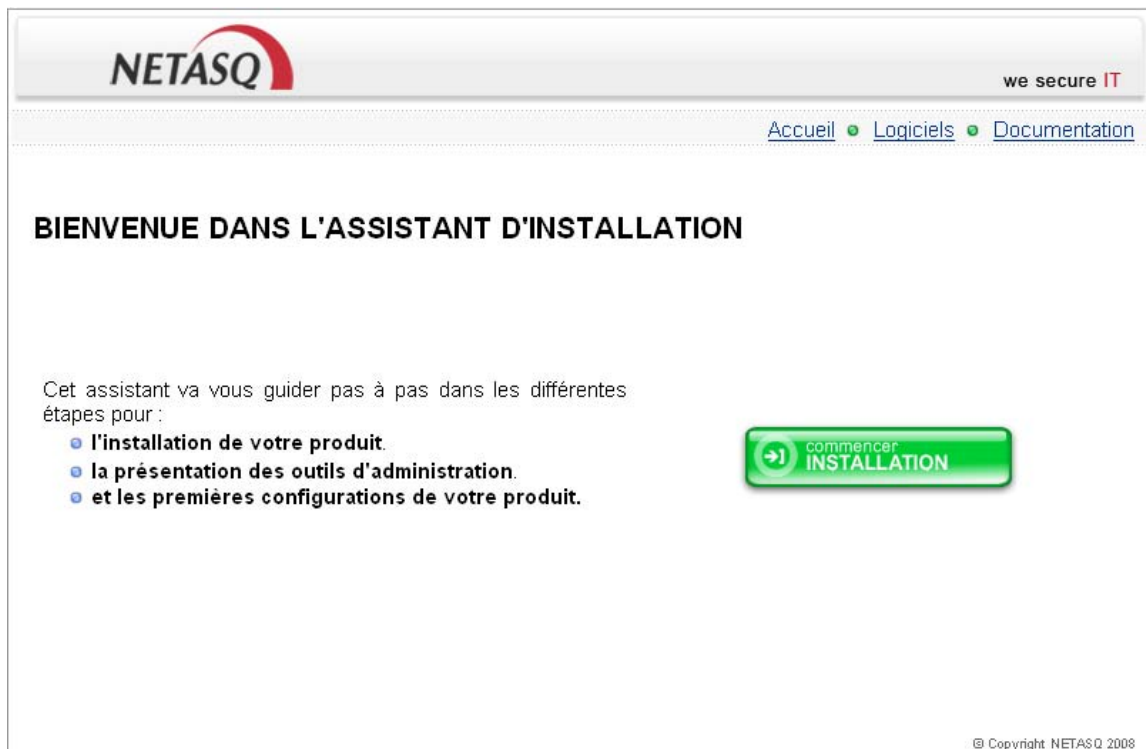 NETASQ
we secure IT
Accueil Logiciels Documentation
BIENVENUE DANS L'ASSISTANT D'INSTALLATION
Cet assistant va vous guider pas à pas dans les différentes
étapes pour :
l'installation de votre produit.
la présentation des outils d'administration.
et les premières configurations de votre produit.
commencer
INSTALLATION
© Copyright NETASQ 2008